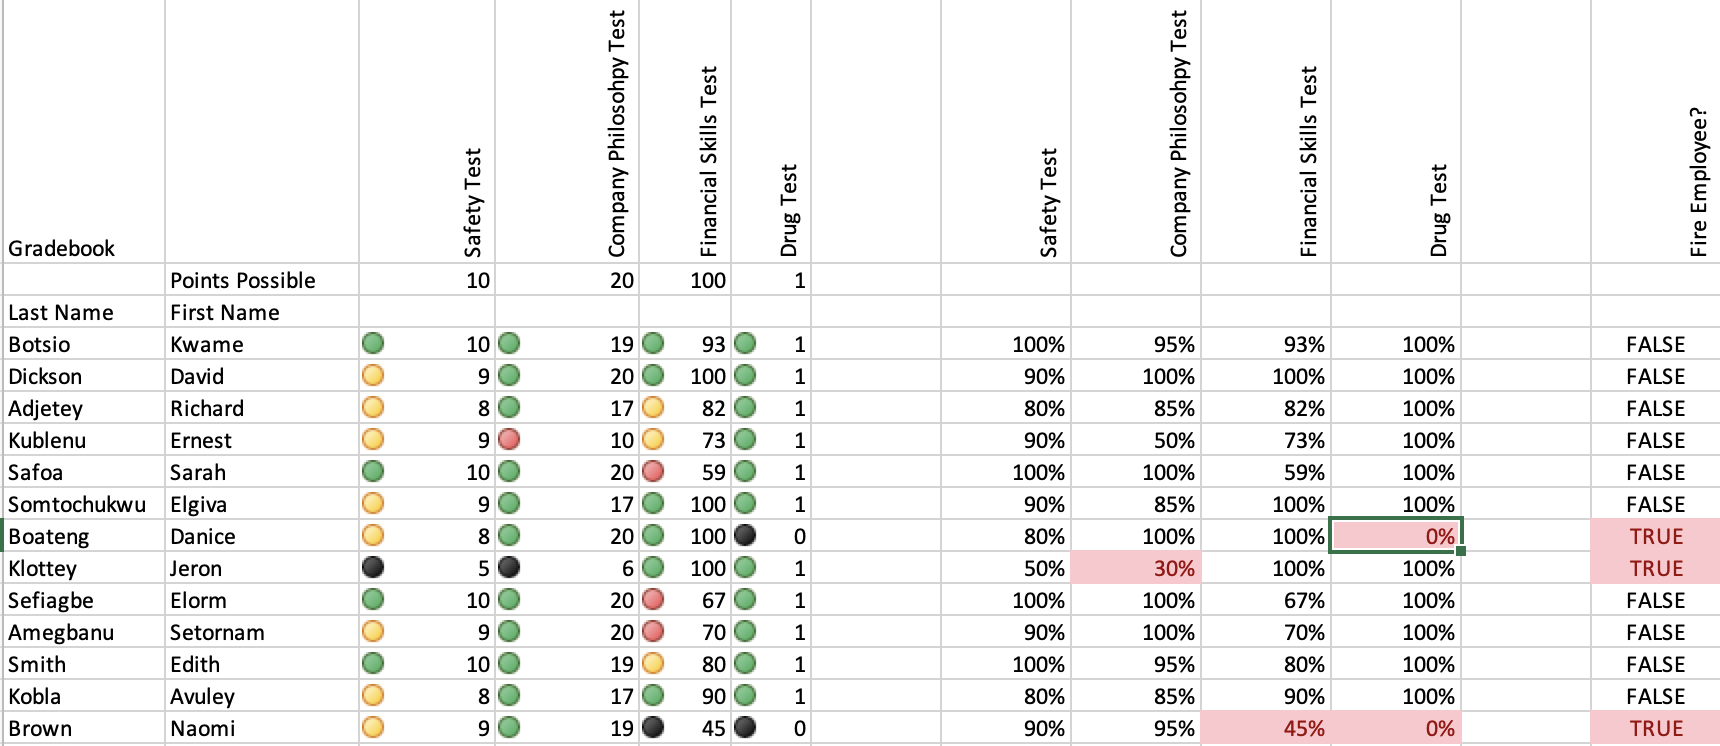 Gradebook Safety Test Company Philosohpy Test Financial Skills Test Drug Test Safety Test Company Philosophpy Test Financial Skills Test Drug Test Fire Employee?
Points Possible 10 20 100 1
Last Name First Name
Botsio Kwame 10 19 93 1 100% 95% 93% 100% FALSE
Dickson David 9 20 100 1 90% 100% 100% 100% FALSE
Adjetey Richard 8 17 82 1 80% 85% 82% 100% FALSE
Kublenu Ernest 9 10 73 1 90% 50% 73% 100% FALSE
Safoa Sarah 10 20 59 1 100% 100% 59% 100% FALSE
Somtochukwu Elgiva 9 17 100 1 90% 85% 100% 100% FALSE
Boateng Danice 8 20 100 0 80% 100% 100% 0% TRUE
Klottey Jeron 5 6 100 1 50% 30% 100% 100% TRUE
Sefiagbe Elorm 10 20 67 1 100% 100% 67% 100% FALSE
Amegbanu Setornam 9 20 70 1 90% 100% 70% 100% FALSE
Smith Edith 10 19 80 1 100% 95% 80% 100% FALSE
Kobla Avuley 8 17 90 1 80% 85% 90% 100% FALSE
Brown Naomi 9 19 45 0 90% 95% 45% 0% TRUE